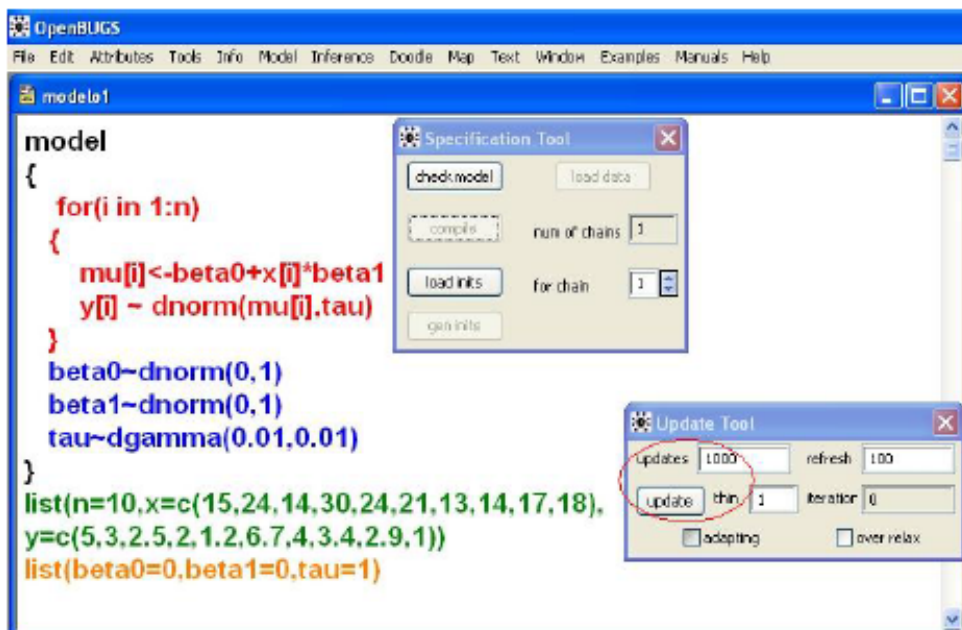 OpenBUGS
File Edit Attributes Tools Info Model Inference Doodle Map Text Window Examples Manuals Help
modelo1
model
{
for(i in 1:n)
{
mu[i]<-beta0+x[i]*beta1
y[i] ~ dnorm(mu[i],tau)
}
beta0~dnorm(0,1)
beta1~dnorm(0,1)
tau~dgamma(0.01,0.01)
}
list(n=10,x=c(15,24,14,30,24,21,13,14,17,18),
y=c(5,3,2.5,2,1.2,6.7,4,3.4,2.9,1))
list(beta0=0,beta1=0,tau=1)
Specification Tool
check model load data
compile num of chains 1
load inits for chain 1
gen inits
Update Tool
updates 1000 refresh 100
update thin 1 iteration 0
adapting over relax